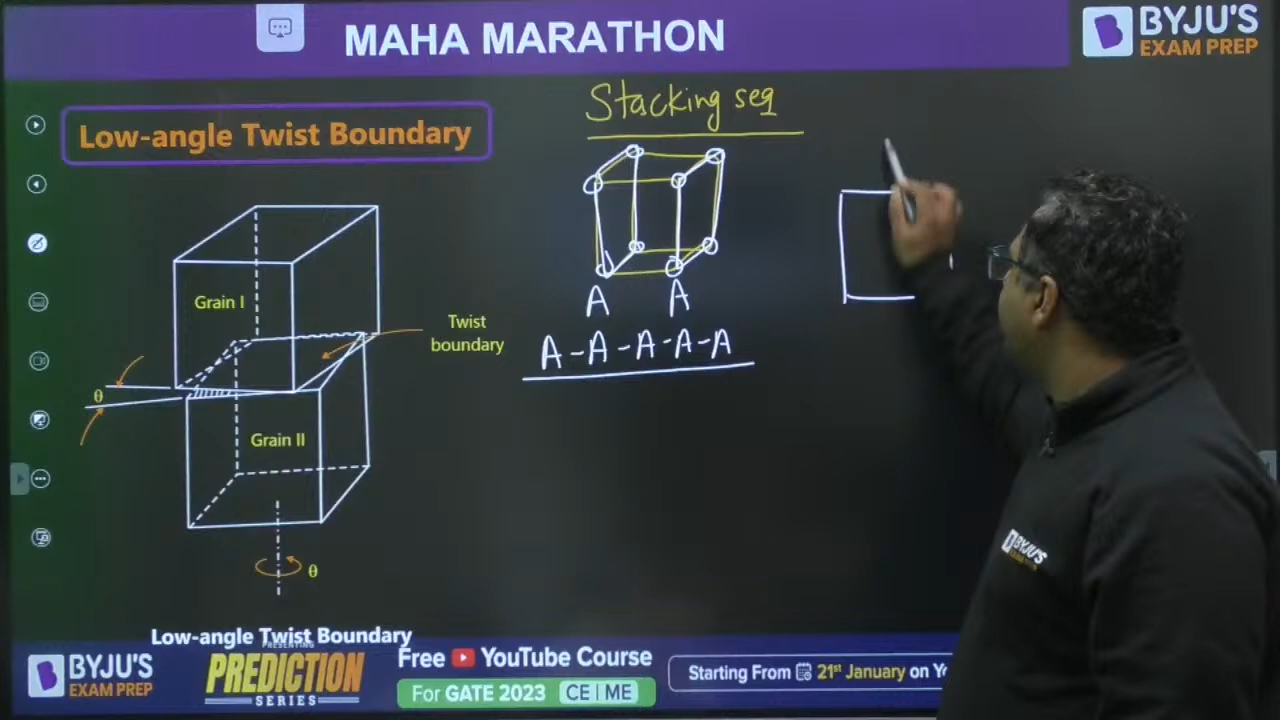 MAHA MARATHON
BYJU'S
EXAM PREP
Low-angle Twist Boundary
Stacking seq
Grain I
Twist
boundary
A A
A-A-A-A-A
θ
Grain II
θ
Low-angle Twist Boundary
BYJU'S
EXAM PREP
PRESENTING
PREDICTION
SERIES
Free YouTube Course
For GATE 2023 CE | ME
Starting From 21st January on Yo
BYJU'S